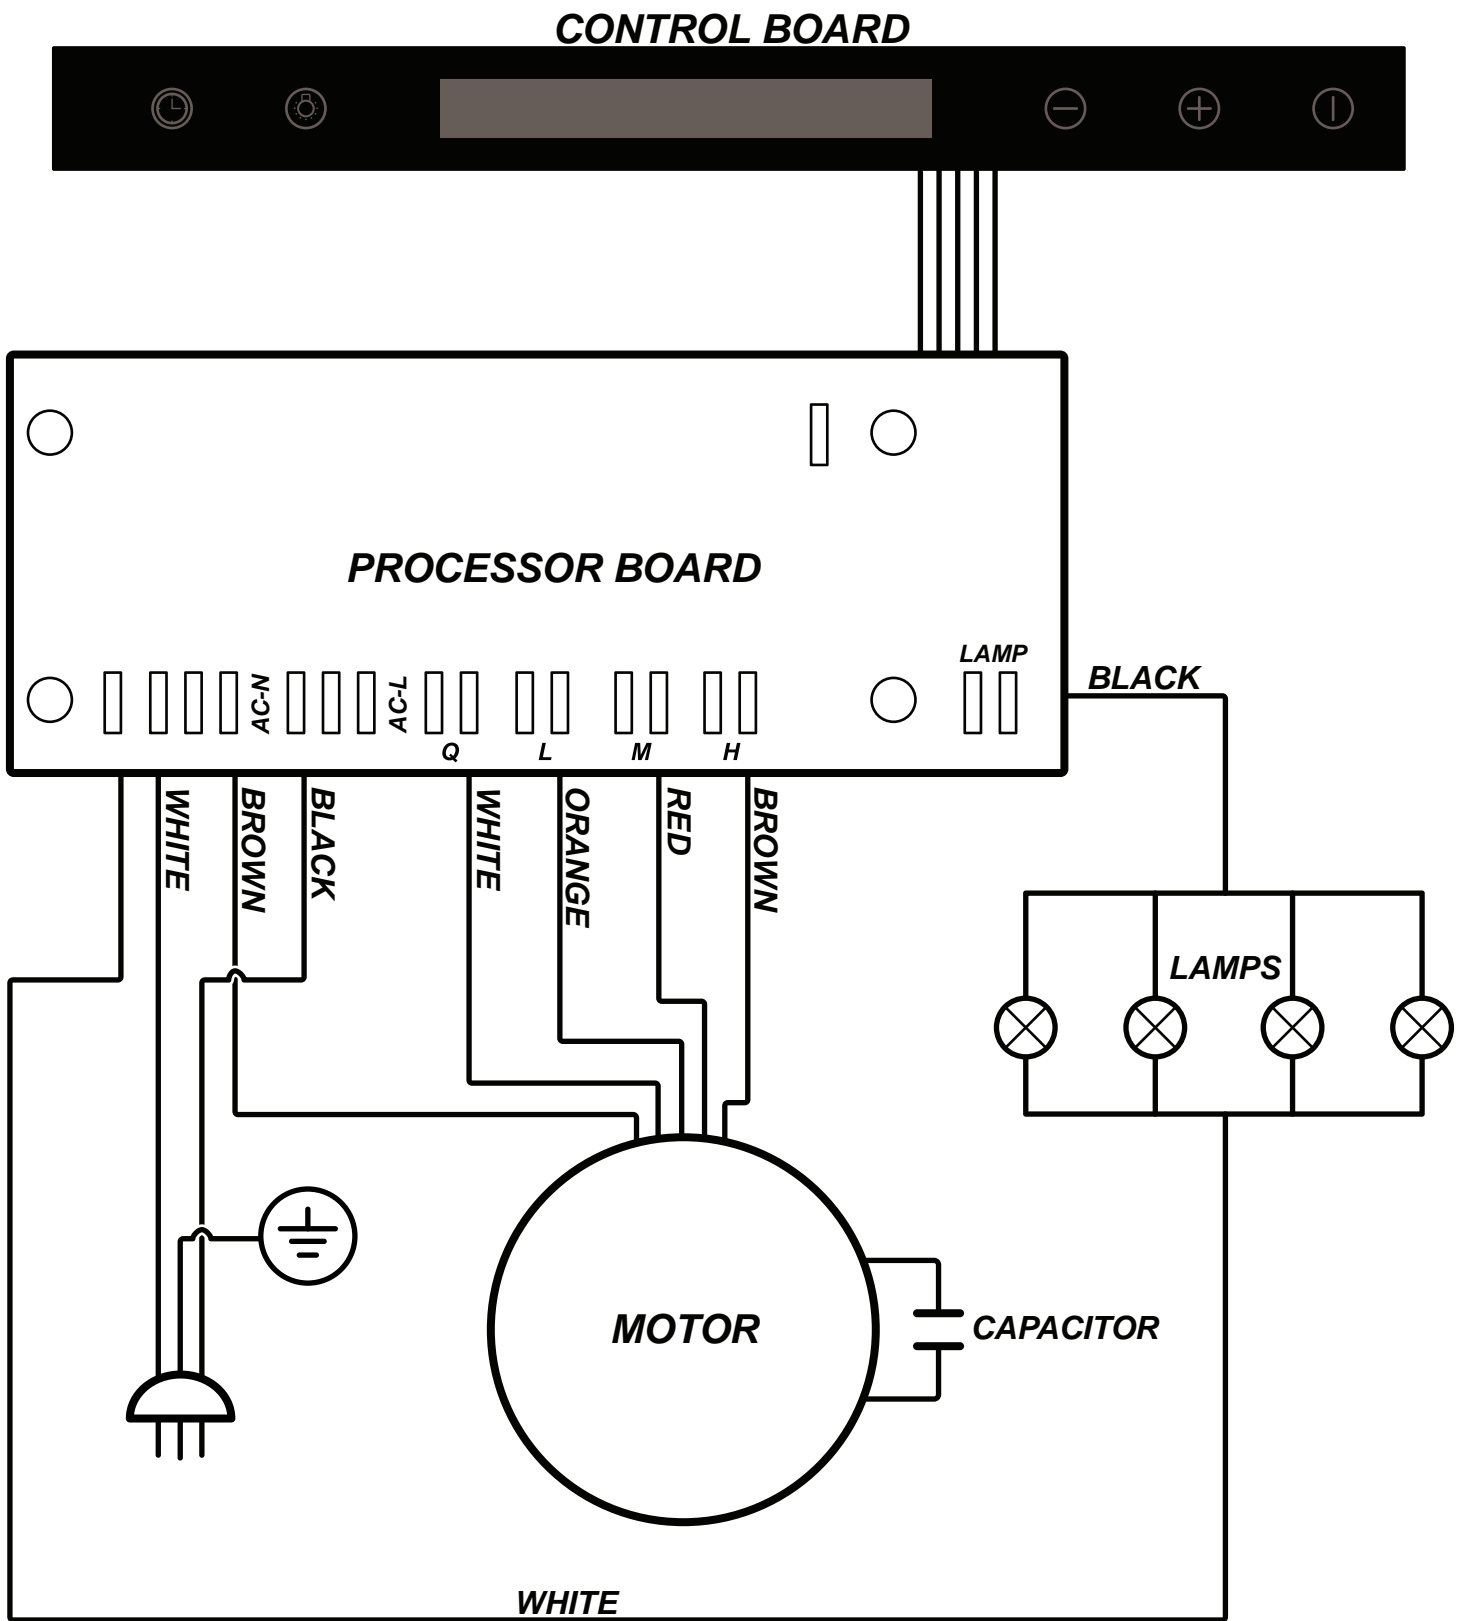 CONTROL BOARD
PROCESSOR BOARD
LAMP
BLACK
AC-N
AC-L
Q
L
M
H
WHITE
BROWN
BLACK
WHITE
ORANGE
RED
BROWN
LAMPS
MOTOR
CAPACITOR
WHITE